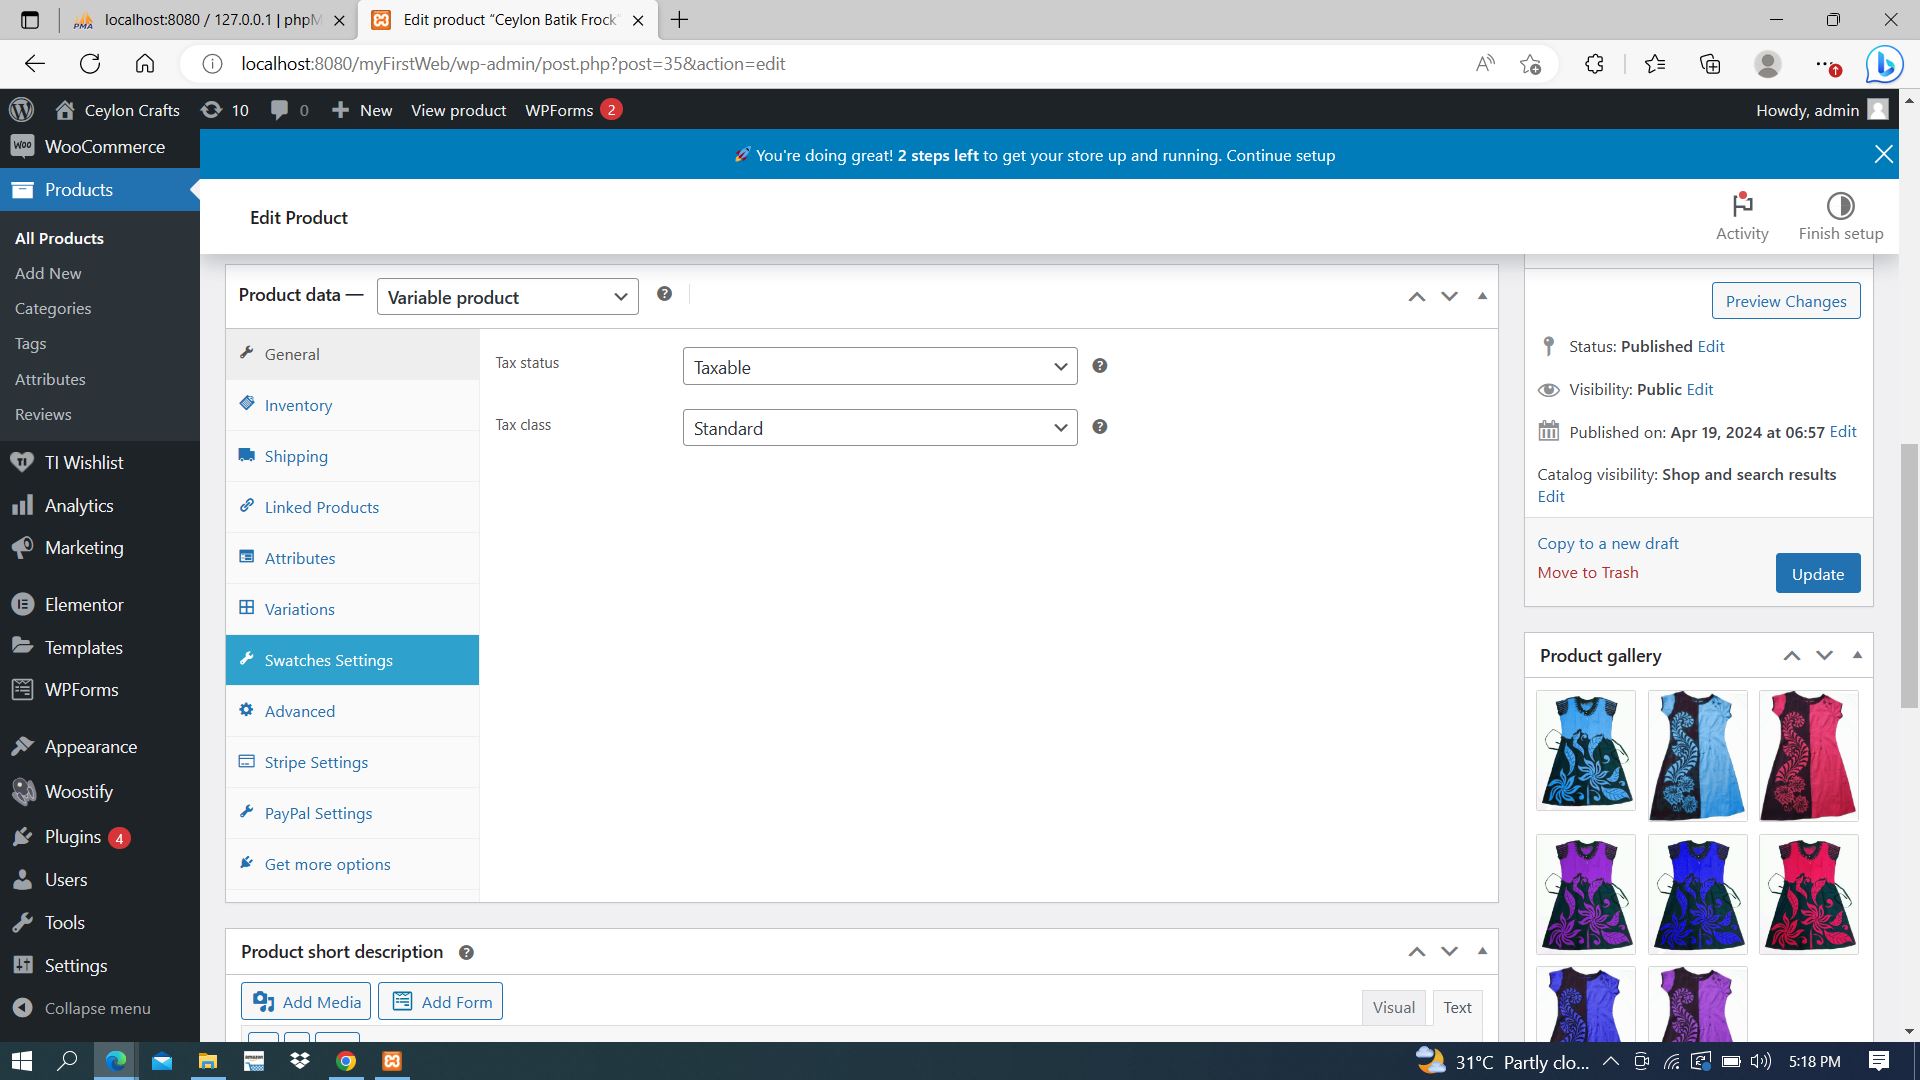 localhost:8080 / 127.0.0.1 | phpM
Edit product “Ceylon Batik Frock”
localhost:8080/myFirstWeb/wp-admin/post.php?post=35&action=edit
Ceylon Crafts
10
0
New
View product
WPForms
2
Howdy, admin
WooCommerce
🚀 You're doing great! 2 steps left to get your store up and running. Continue setup
Products
Edit Product
Activity
Finish setup
All Products
Add New
Categories
Tags
Attributes
Reviews
TI Wishlist
Analytics
Marketing
Elementor
Templates
WPForms
Appearance
Woostify
Plugins 4
Users
Tools
Settings
Collapse menu
Product data —
Variable product
General
Inventory
Shipping
Linked Products
Attributes
Variations
Swatches Settings
Advanced
Stripe Settings
PayPal Settings
Get more options
Tax status
Taxable
Tax class
Standard
Product short description
Add Media
Add Form
Visual
Text
Preview Changes
Status: Published Edit
Visibility: Public Edit
Published on: Apr 19, 2024 at 06:57 Edit
Catalog visibility: Shop and search results
Edit
Copy to a new draft
Move to Trash
Update
Product gallery
31°C Partly clo...
5:18 PM